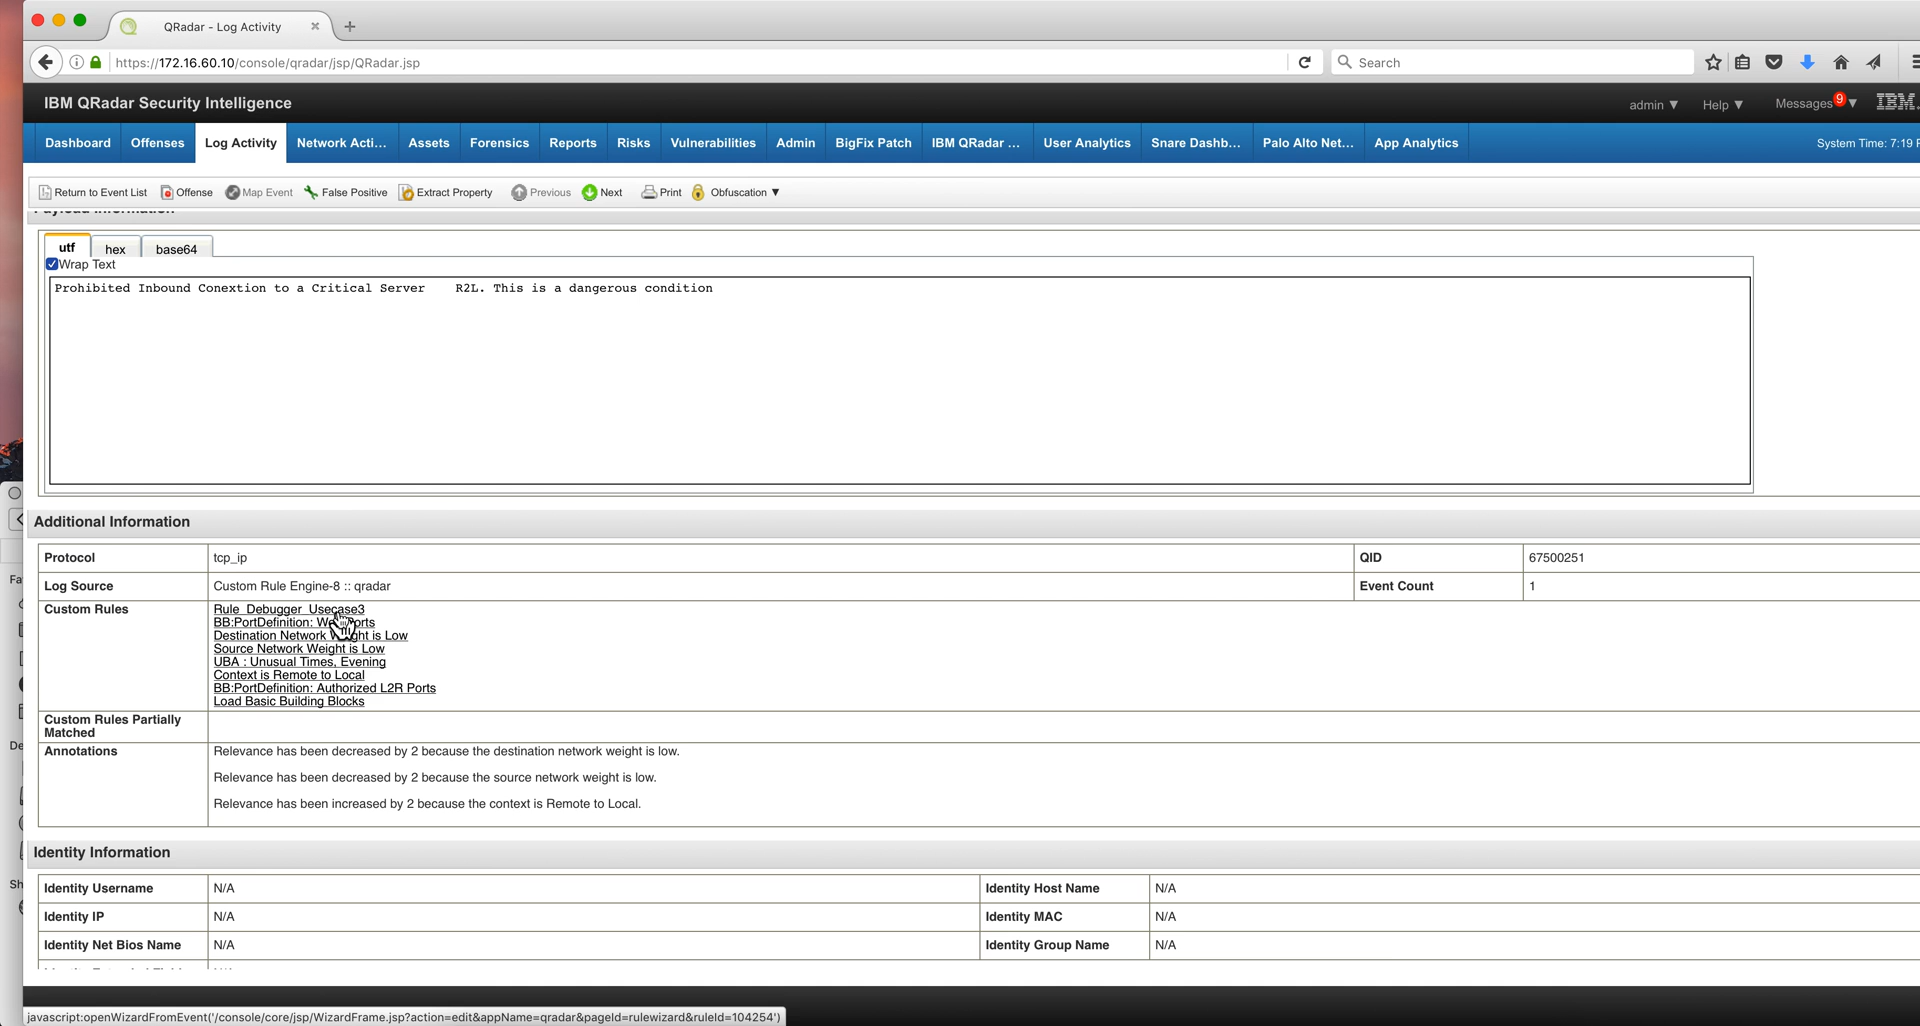 QRadar - Log Activity
https://172.16.60.10/console/qradar/jsp/QRadar.jsp
Search
IBM QRadar Security Intelligence
admin ▼ Help ▼ Messages 9 ▼ IBM.
Dashboard Offenses Log Activity Network Acti... Assets Forensics Reports Risks Vulnerabilities Admin BigFix Patch IBM QRadar ... User Analytics Snare Dashb... Palo Alto Net... App Analytics System Time: 7:19
Return to Event List Offense Map Event False Positive Extract Property Previous Next Print Obfuscation ▼
Payload Information
utf hex base64
Wrap Text
Prohibited Inbound Conextion to a Critical Server R2L. This is a dangerous condition
Additional Information
Protocol tcp_ip QID 67500251
Log Source Custom Rule Engine-8 :: qradar Event Count 1
Custom Rules Rule_Debugger_Usecase3
BB:PortDefinition: Ports
Destination Network is Low
Source Network Weight is Low
UBA : Unusual Times, Evening
Context is Remote to Local
BB:PortDefinition: Authorized L2R Ports
Load Basic Building Blocks
Custom Rules Partially
Matched
Annotations Relevance has been decreased by 2 because the destination network weight is low.
Relevance has been decreased by 2 because the source network weight is low.
Relevance has been increased by 2 because the context is Remote to Local.
Identity Information
Identity Username N/A Identity Host Name N/A
Identity IP N/A Identity MAC N/A
Identity Net Bios Name N/A Identity Group Name N/A
javascript:openWizardFromEvent('/console/core/jsp/WizardFrame.jsp?action=edit&appName=qradar&pageId=rulewizard&ruleId=104254')
Fa
De
Sh